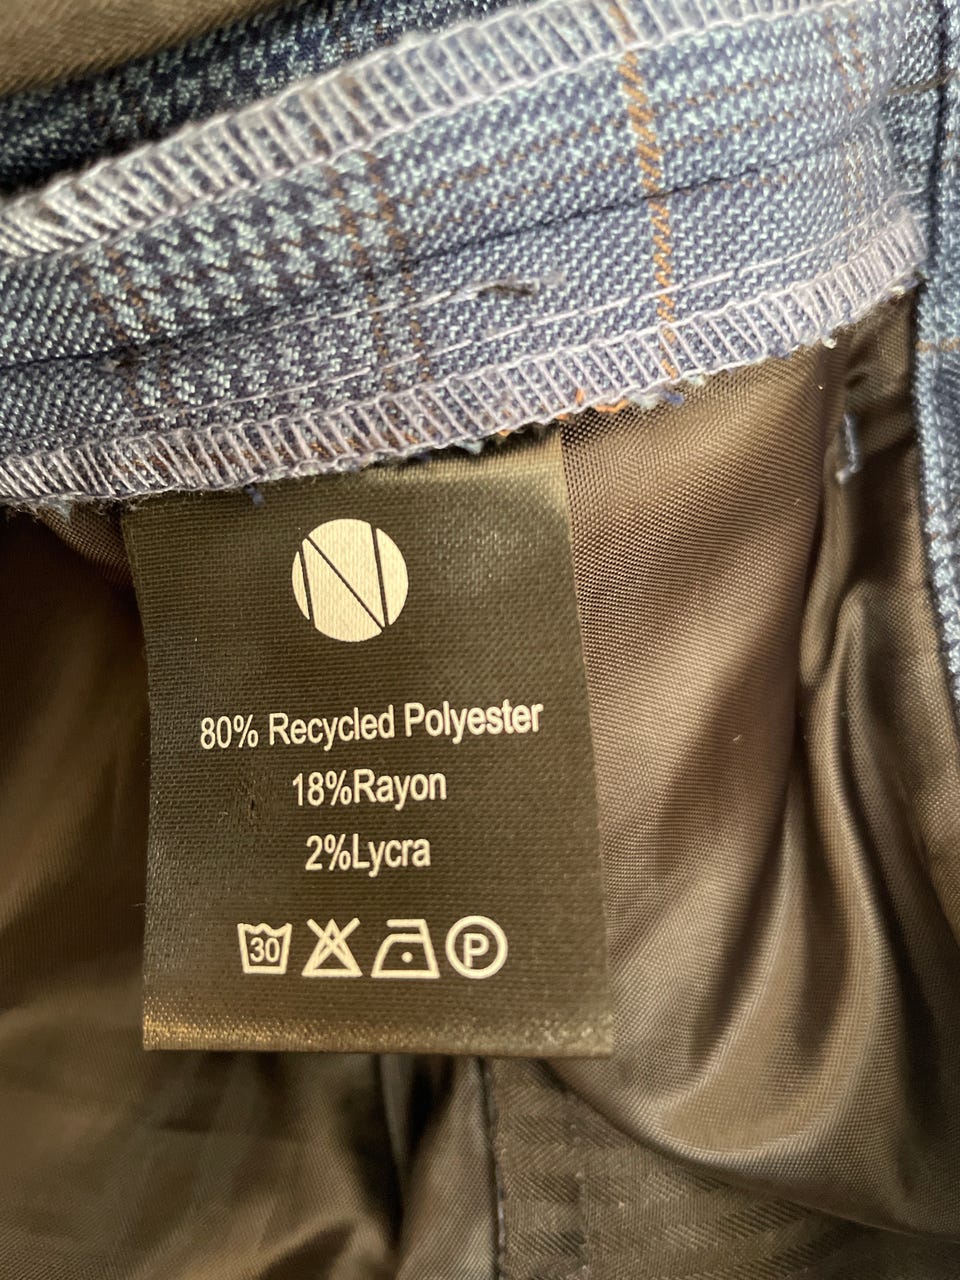 N
80% Recycled Polyester
18%Rayon
2%Lycra
30 P